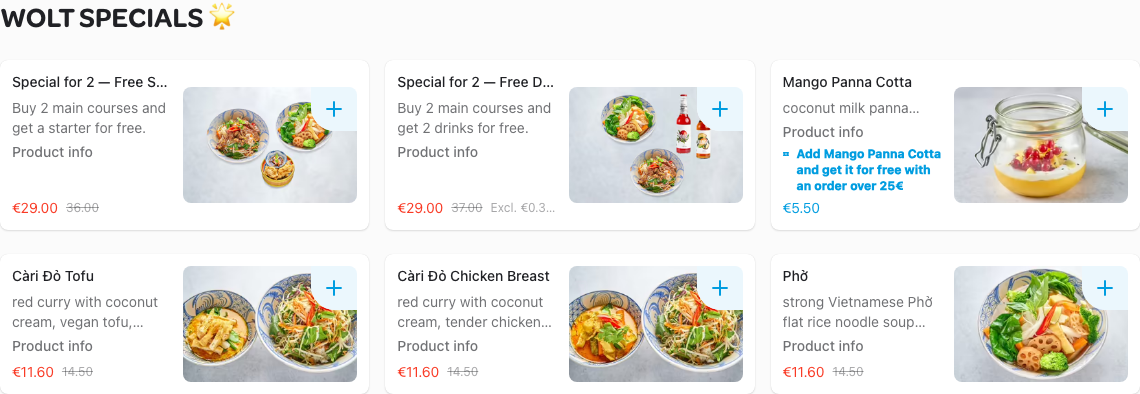 WOLT SPECIALS 🌟
Special for 2 — Free S...
Buy 2 main courses and
get a starter for free.
Product info
€29.00 36.00
Special for 2 — Free D...
Buy 2 main courses and
get 2 drinks for free.
Product info
€29.00 37.00 Excl. €0.3...
Mango Panna Cotta
coconut milk panna...
Product info
Add Mango Panna Cotta
and get it for free with
an order over 25€
€5.50
Càri Đỏ Tofu
red curry with coconut
cream, vegan tofu,...
Product info
€11.60 14.50
Càri Đỏ Chicken Breast
red curry with coconut
cream, tender chicken...
Product info
€11.60 14.50
Phở
strong Vietnamese Phở
flat rice noodle soup...
Product info
€11.60 14.50